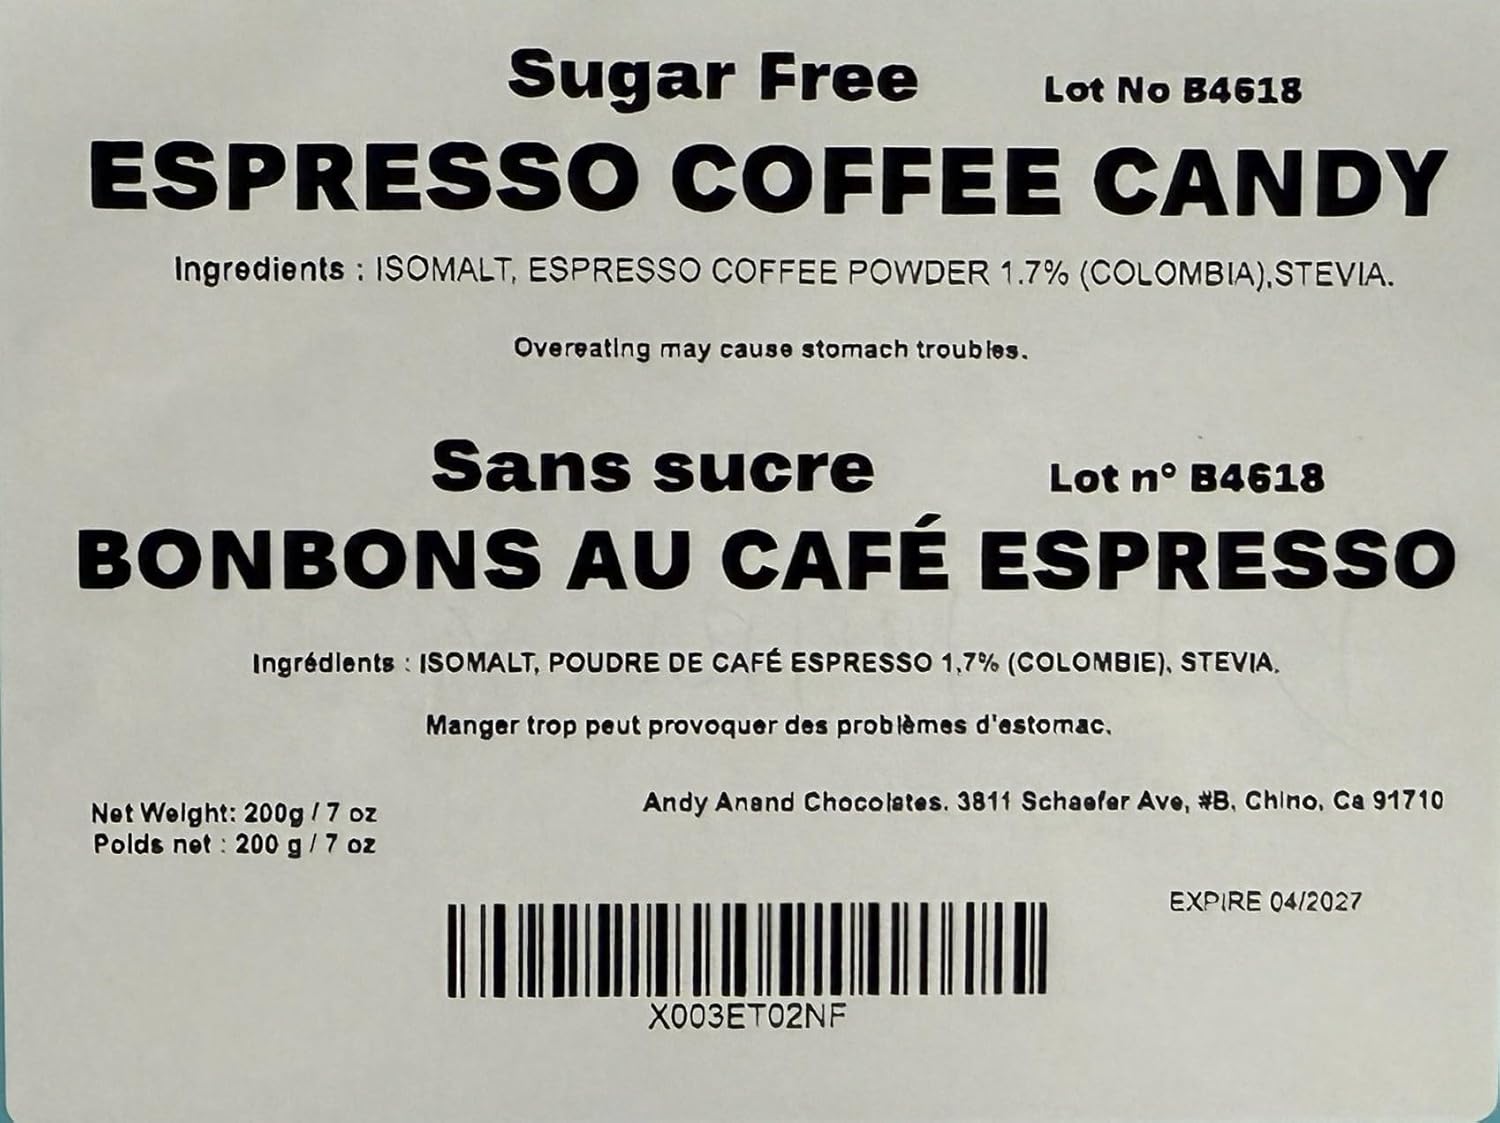 Sugar Free
Lot No B4618
ESPRESSO COFFEE CANDY
Ingredients : ISOMALT, ESPRESSO COFFEE POWDER 1.7% (COLOMBIA),STEVIA.
Overeating may cause stomach troubles.
Sans sucre
Lot n° B4618
BONBONS AU CAFÉ ESPRESSO
Ingrédients : ISOMALT, POUDRE DE CAFÉ ESPRESSO 1,7% (COLOMBIE), STEVIA.
Manger trop peut provoquer des problèmes d'estomac.
Net Weight: 200g / 7 oz
Poids net : 200 g / 7 oz
Andy Anand Chocolates. 3811 Schaefer Ave, #B, Chino, Ca 91710
EXPIRE 04/2027
X003ET02NF